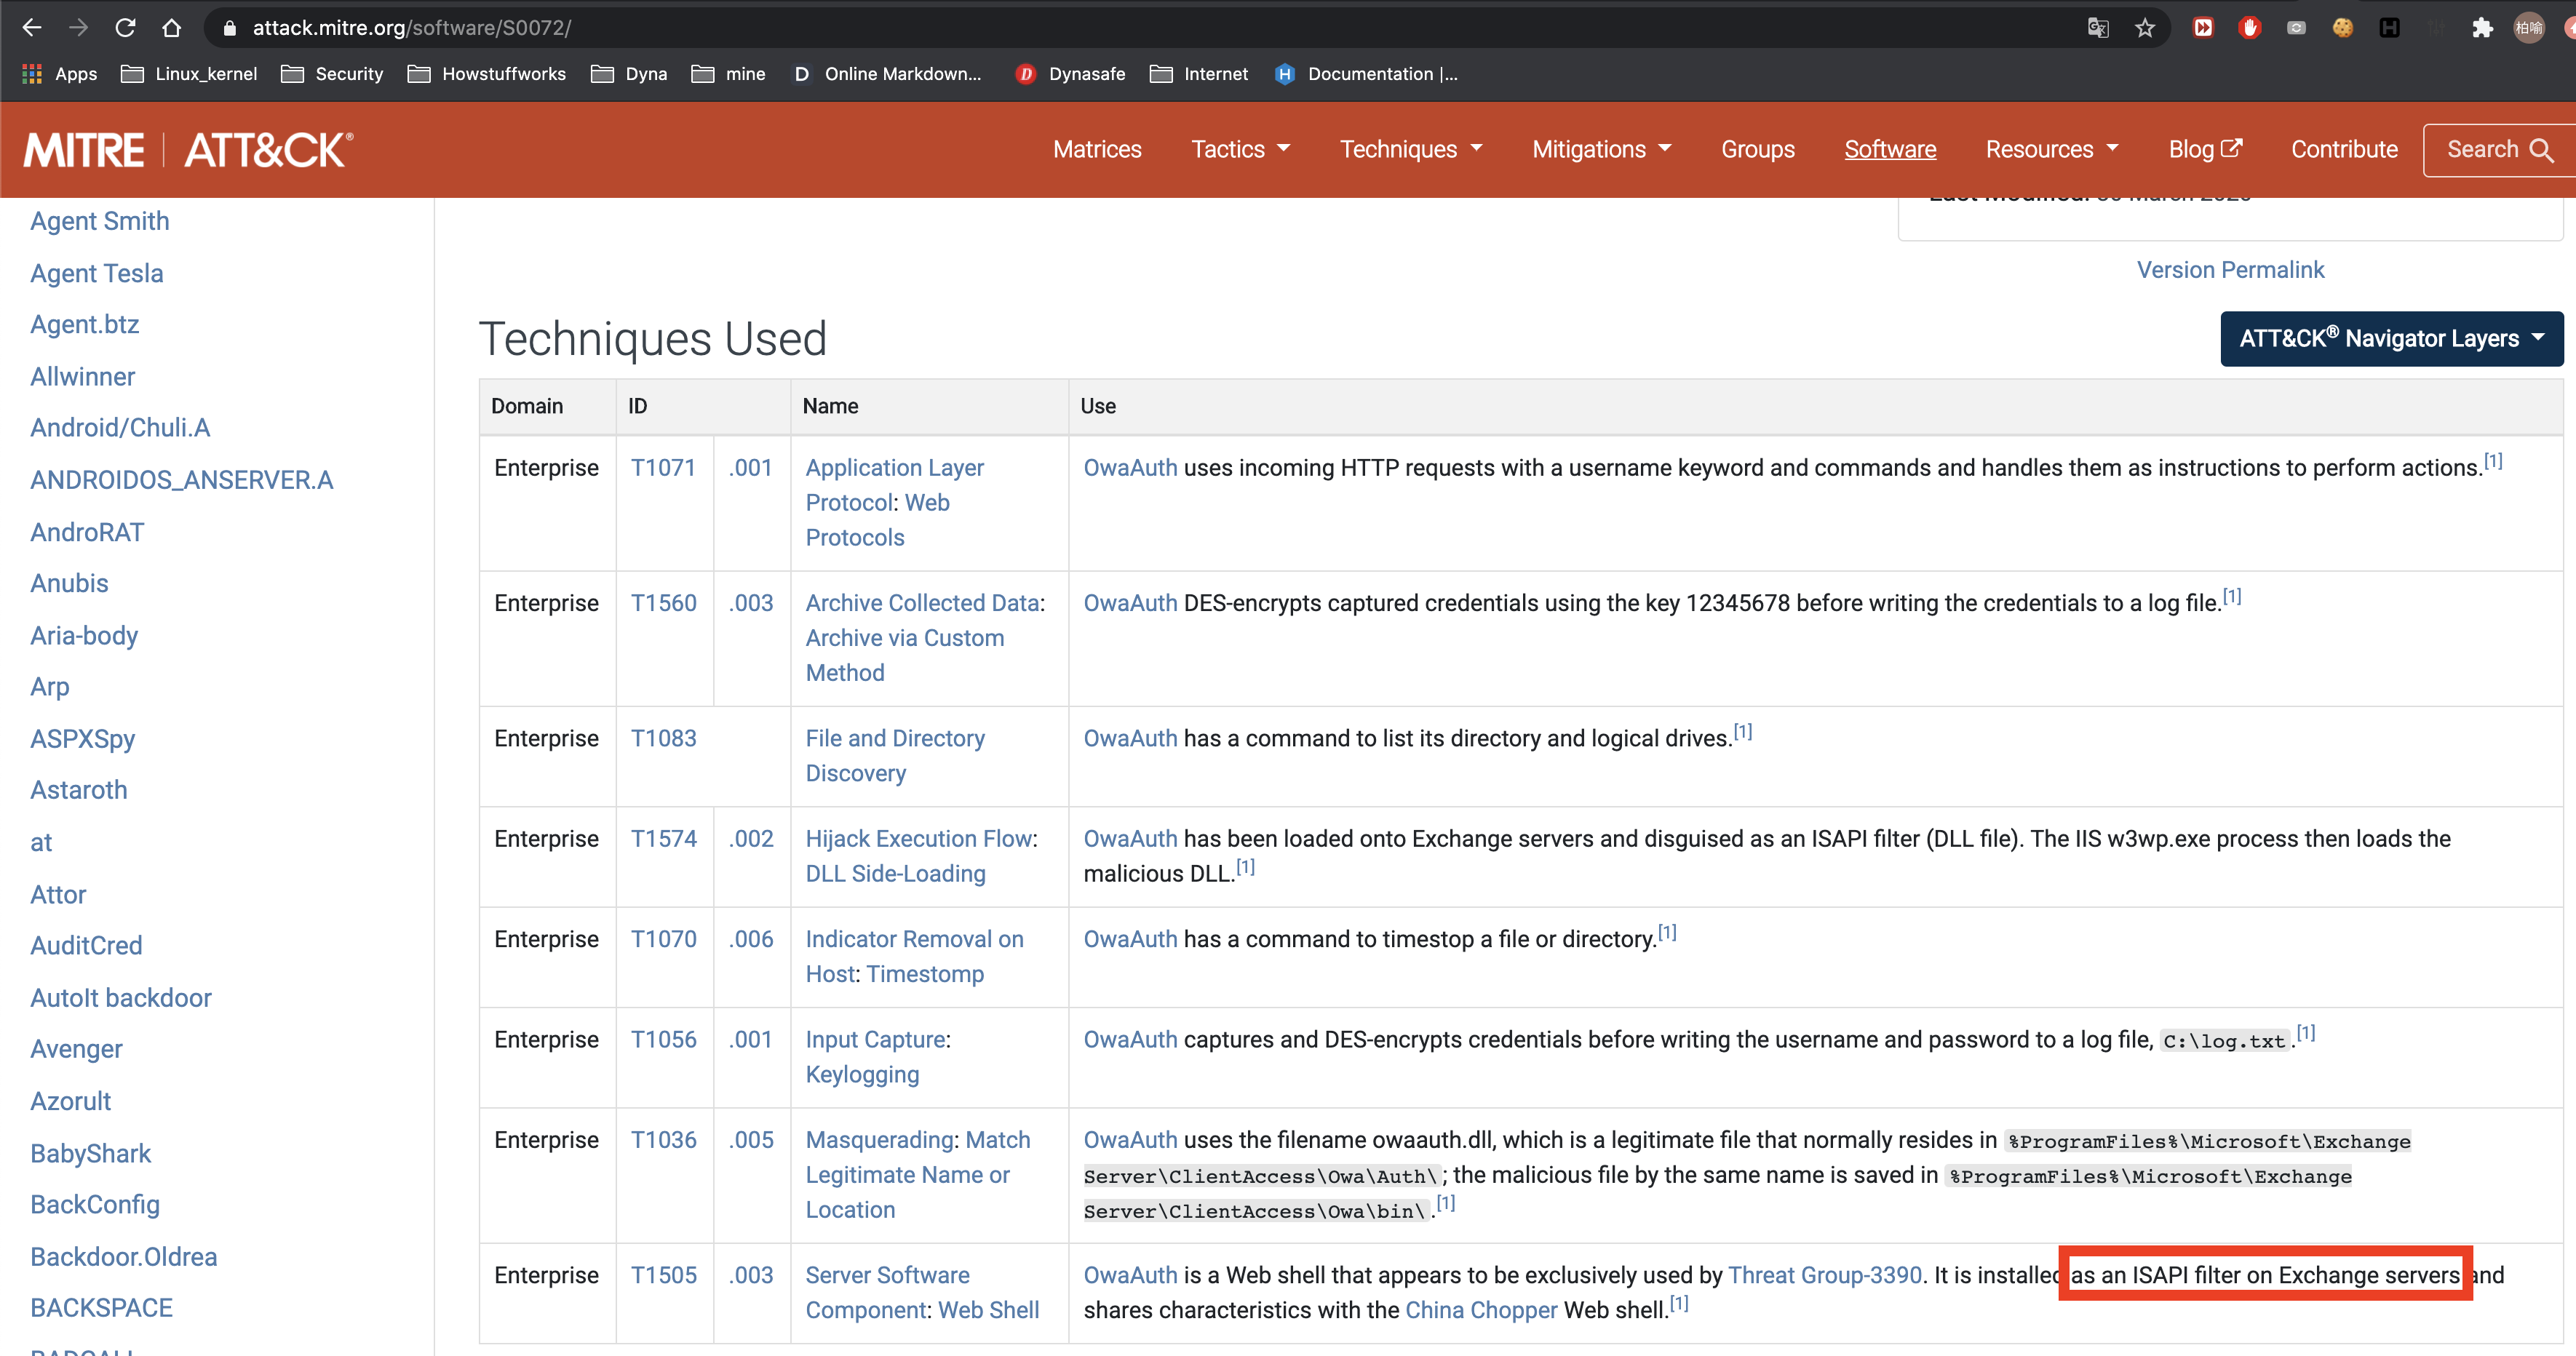 attack.mitre.org/software/S0072/
柏喻
Apps Linux_kernel Security Howstuffworks Dyna mine Online Markdown... Dynasafe Internet Documentation |...
MITRE | ATT&CK®
Matrices Tactics Techniques Mitigations Groups Software Resources Blog Contribute Search
Agent Smith
Agent Tesla
Agent.btz
Allwinner
Android/Chuli.A
ANDROIDOS_ANSERVER.A
AndroRAT
Anubis
Aria-body
Arp
ASPXSpy
Astaroth
at
Attor
AuditCred
AutoIt backdoor
Avenger
Azorult
BabyShark
BackConfig
Backdoor.Oldrea
BACKSPACE
Last Modified: 30 March 2020
Version Permalink
Techniques Used
ATT&CK® Navigator Layers
Domain ID Name Use
Enterprise T1071 .001 Application Layer
Protocol: Web
Protocols
OwaAuth uses incoming HTTP requests with a username keyword and commands and handles them as instructions to perform actions.[1]
Enterprise T1560 .003 Archive Collected Data:
Archive via Custom
Method
OwaAuth DES-encrypts captured credentials using the key 12345678 before writing the credentials to a log file.[1]
Enterprise T1083 File and Directory
Discovery
OwaAuth has a command to list its directory and logical drives.[1]
Enterprise T1574 .002 Hijack Execution Flow:
DLL Side-Loading
OwaAuth has been loaded onto Exchange servers and disguised as an ISAPI filter (DLL file). The IIS w3wp.exe process then loads the
malicious DLL.[1]
Enterprise T1070 .006 Indicator Removal on
Host: Timestomp
OwaAuth has a command to timestop a file or directory.[1]
Enterprise T1056 .001 Input Capture:
Keylogging
OwaAuth captures and DES-encrypts credentials before writing the username and password to a log file, C:\log.txt.[1]
Enterprise T1036 .005 Masquerading: Match
Legitimate Name or
Location
OwaAuth uses the filename owaauth.dll, which is a legitimate file that normally resides in %ProgramFiles%\Microsoft\Exchange
Server\ClientAccess\Owa\Auth\; the malicious file by the same name is saved in %ProgramFiles%\Microsoft\Exchange
Server\ClientAccess\Owa\bin\.[1]
Enterprise T1505 .003 Server Software
Component: Web Shell
OwaAuth is a Web shell that appears to be exclusively used by Threat Group-3390. It is installed as an ISAPI filter on Exchange servers and
shares characteristics with the China Chopper Web shell.[1]